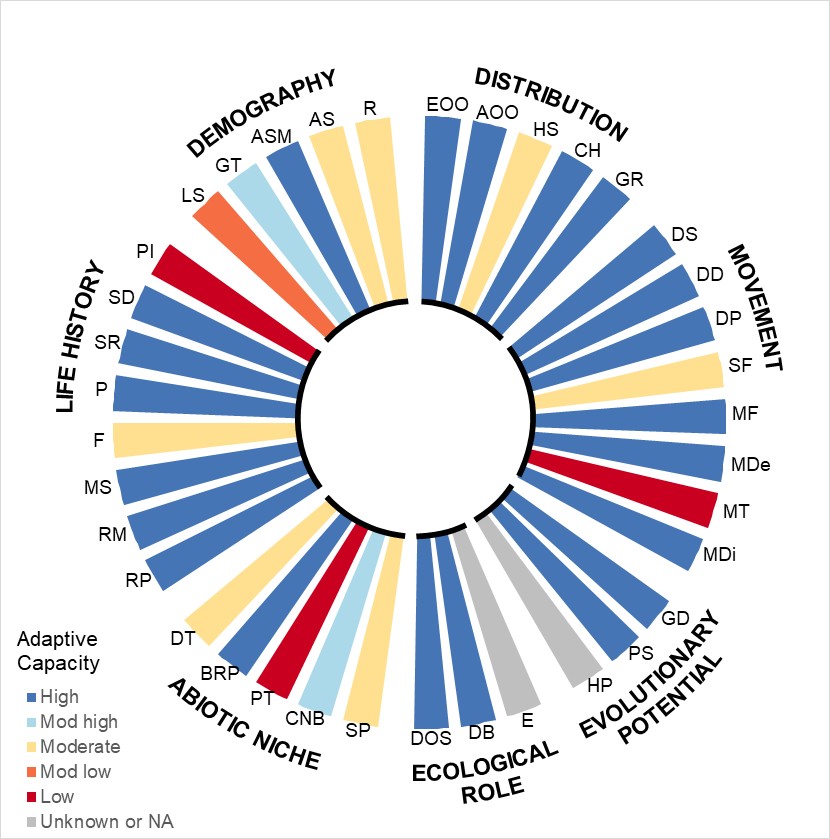 DISTRIBUTION
EOO
AOO
HS
CH
GR
MOVEMENT
DS
DD
DP
SF
MF
MDe
MT
MDi
EVOLUTIONARY
POTENTIAL
GD
PS
HP
ECOLOGICAL
ROLE
E
DB
DOS
ABIOTIC NICHE
SP
CNB
PT
BRP
DT
LIFE HISTORY
RP
RM
MS
F
P
SR
SD
PI
DEMOGRAPHY
LS
GT
ASM
AS
R
Adaptive
Capacity
High
Mod high
Moderate
Mod low
Low
Unknown or NA